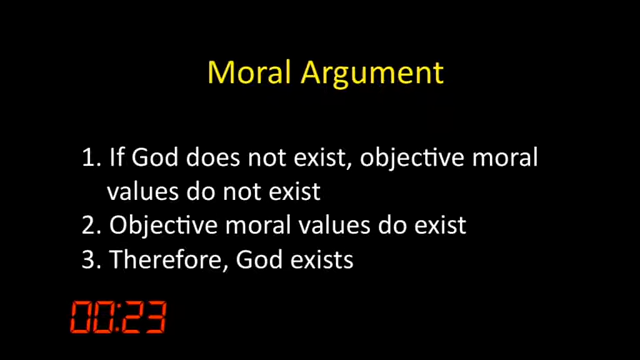 Moral Argument
1. If God does not exist, objective moral
values do not exist
2. Objective moral values do exist
3. Therefore, God exists
00:23